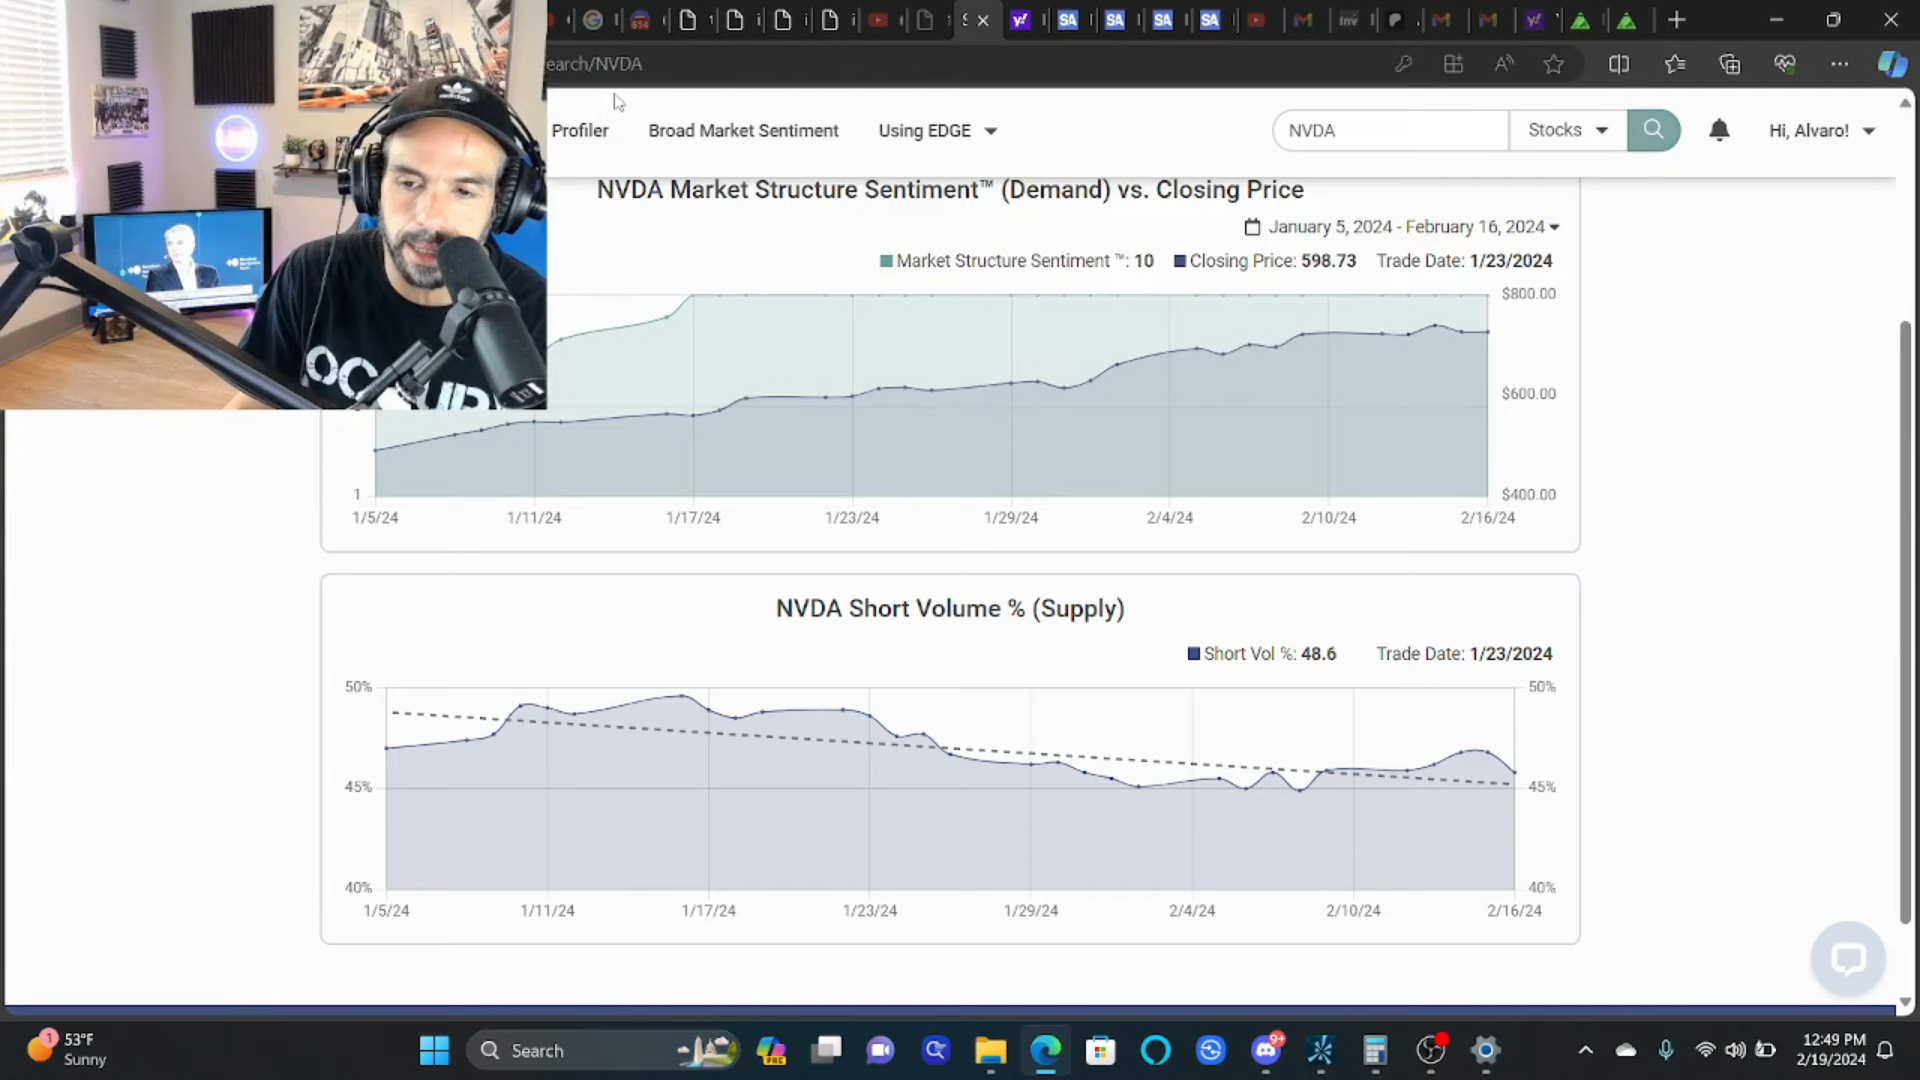 earch/NVDA
Profiler
Broad Market Sentiment
Using EDGE
NVDA
Stocks
Hi, Alvaro!
NVDA Market Structure Sentiment™ (Demand) vs. Closing Price
January 5, 2024 - February 16, 2024
Market Structure Sentiment ™: 10 Closing Price: 598.73 Trade Date: 1/23/2024
$800.00
$600.00
1
$400.00
1/5/24 1/11/24 1/17/24 1/23/24 1/29/24 2/4/24 2/10/24 2/16/24
NVDA Short Volume % (Supply)
Short Vol %: 48.6 Trade Date: 1/23/2024
50% 50%
45% 45%
40% 40%
1/5/24 1/11/24 1/17/24 1/23/24 1/29/24 2/4/24 2/10/24 2/16/24
1 53°F
Sunny
Search
PRE
9+
12:49 PM
2/19/2024